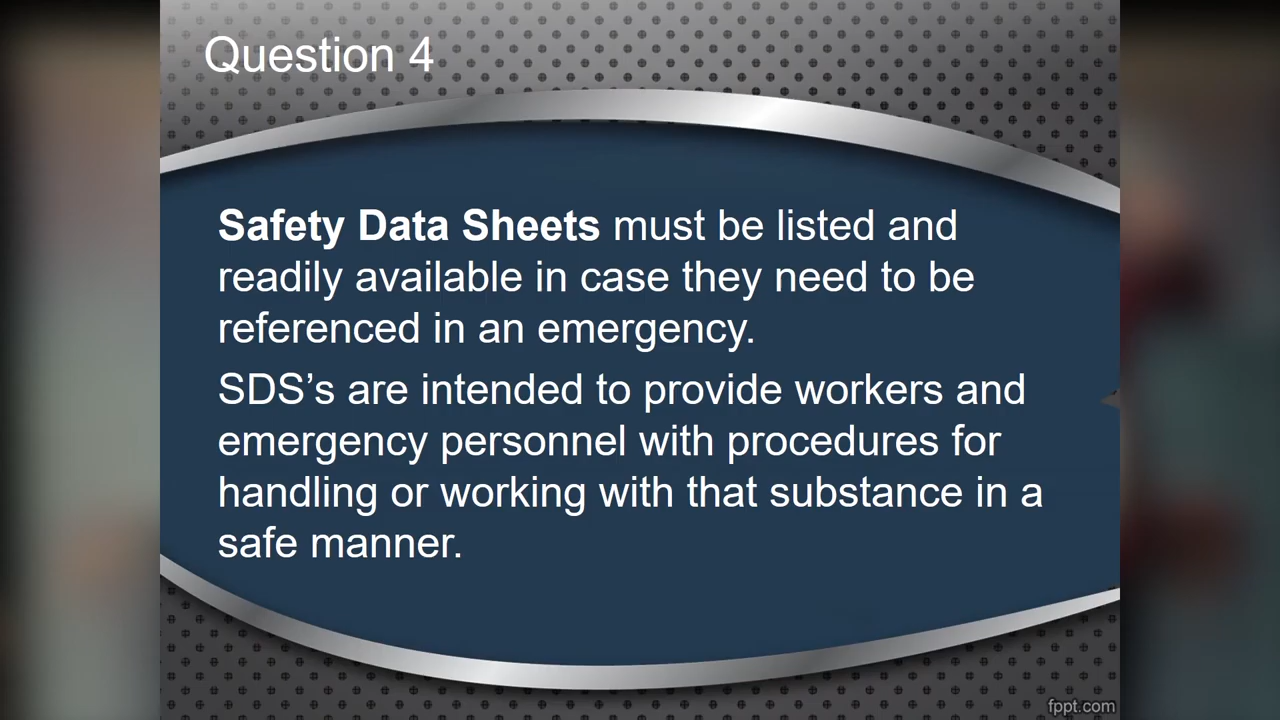 Question 4
Safety Data Sheets must be listed and
readily available in case they need to be
referenced in an emergency.
SDS’s are intended to provide workers and
emergency personnel with procedures for
handling or working with that substance in a
safe manner.
fppt.com